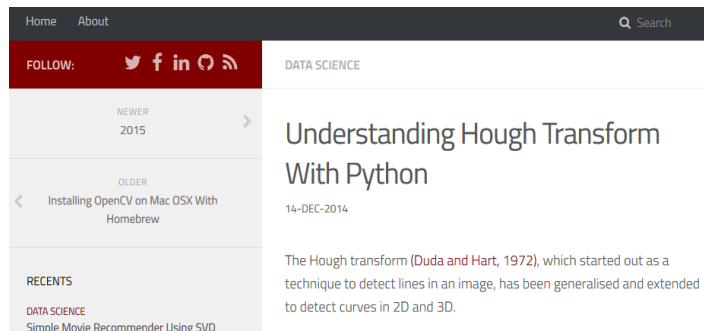 Home About Search
FOLLOW:
NEWER
2015
OLDER
Installing OpenCV on Mac OSX With
Homebrew
RECENTS
DATA SCIENCE
Simple Movie Recommender Using SVD
DATA SCIENCE
Understanding Hough Transform
With Python
14-DEC-2014
The Hough transform (Duda and Hart, 1972), which started out as a
technique to detect lines in an image, has been generalised and extended
to detect curves in 2D and 3D.